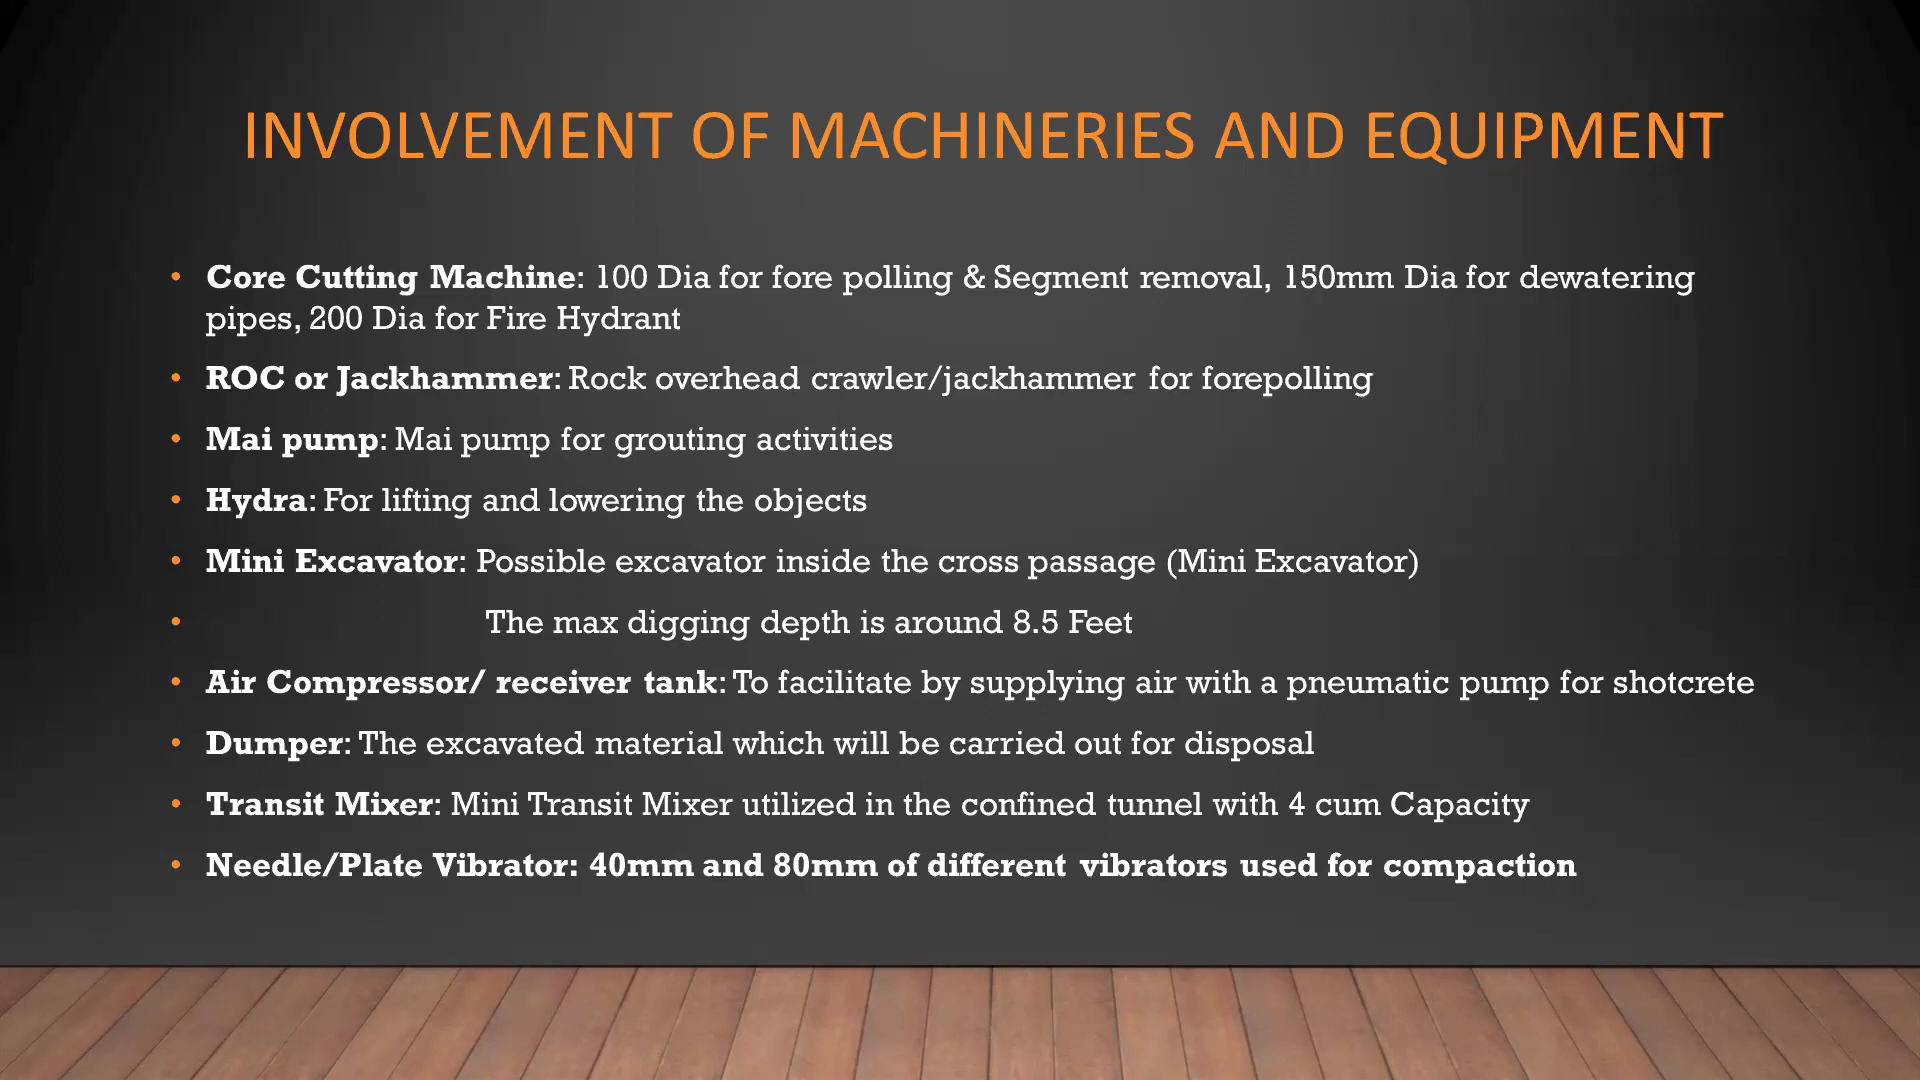 INVOLVEMENT OF MACHINERIES AND EQUIPMENT
• Core Cutting Machine: 100 Dia for fore polling & Segment removal, 150mm Dia for dewatering
pipes, 200 Dia for Fire Hydrant
• ROC or Jackhammer: Rock overhead crawler/jackhammer for forepolling
• Mai pump: Mai pump for grouting activities
• Hydra: For lifting and lowering the objects
• Mini Excavator: Possible excavator inside the cross passage (Mini Excavator)
• The max digging depth is around 8.5 Feet
• Air Compressor/ receiver tank: To facilitate by supplying air with a pneumatic pump for shotcrete
• Dumper: The excavated material which will be carried out for disposal
• Transit Mixer: Mini Transit Mixer utilized in the confined tunnel with 4 cum Capacity
• Needle/Plate Vibrator: 40mm and 80mm of different vibrators used for compaction